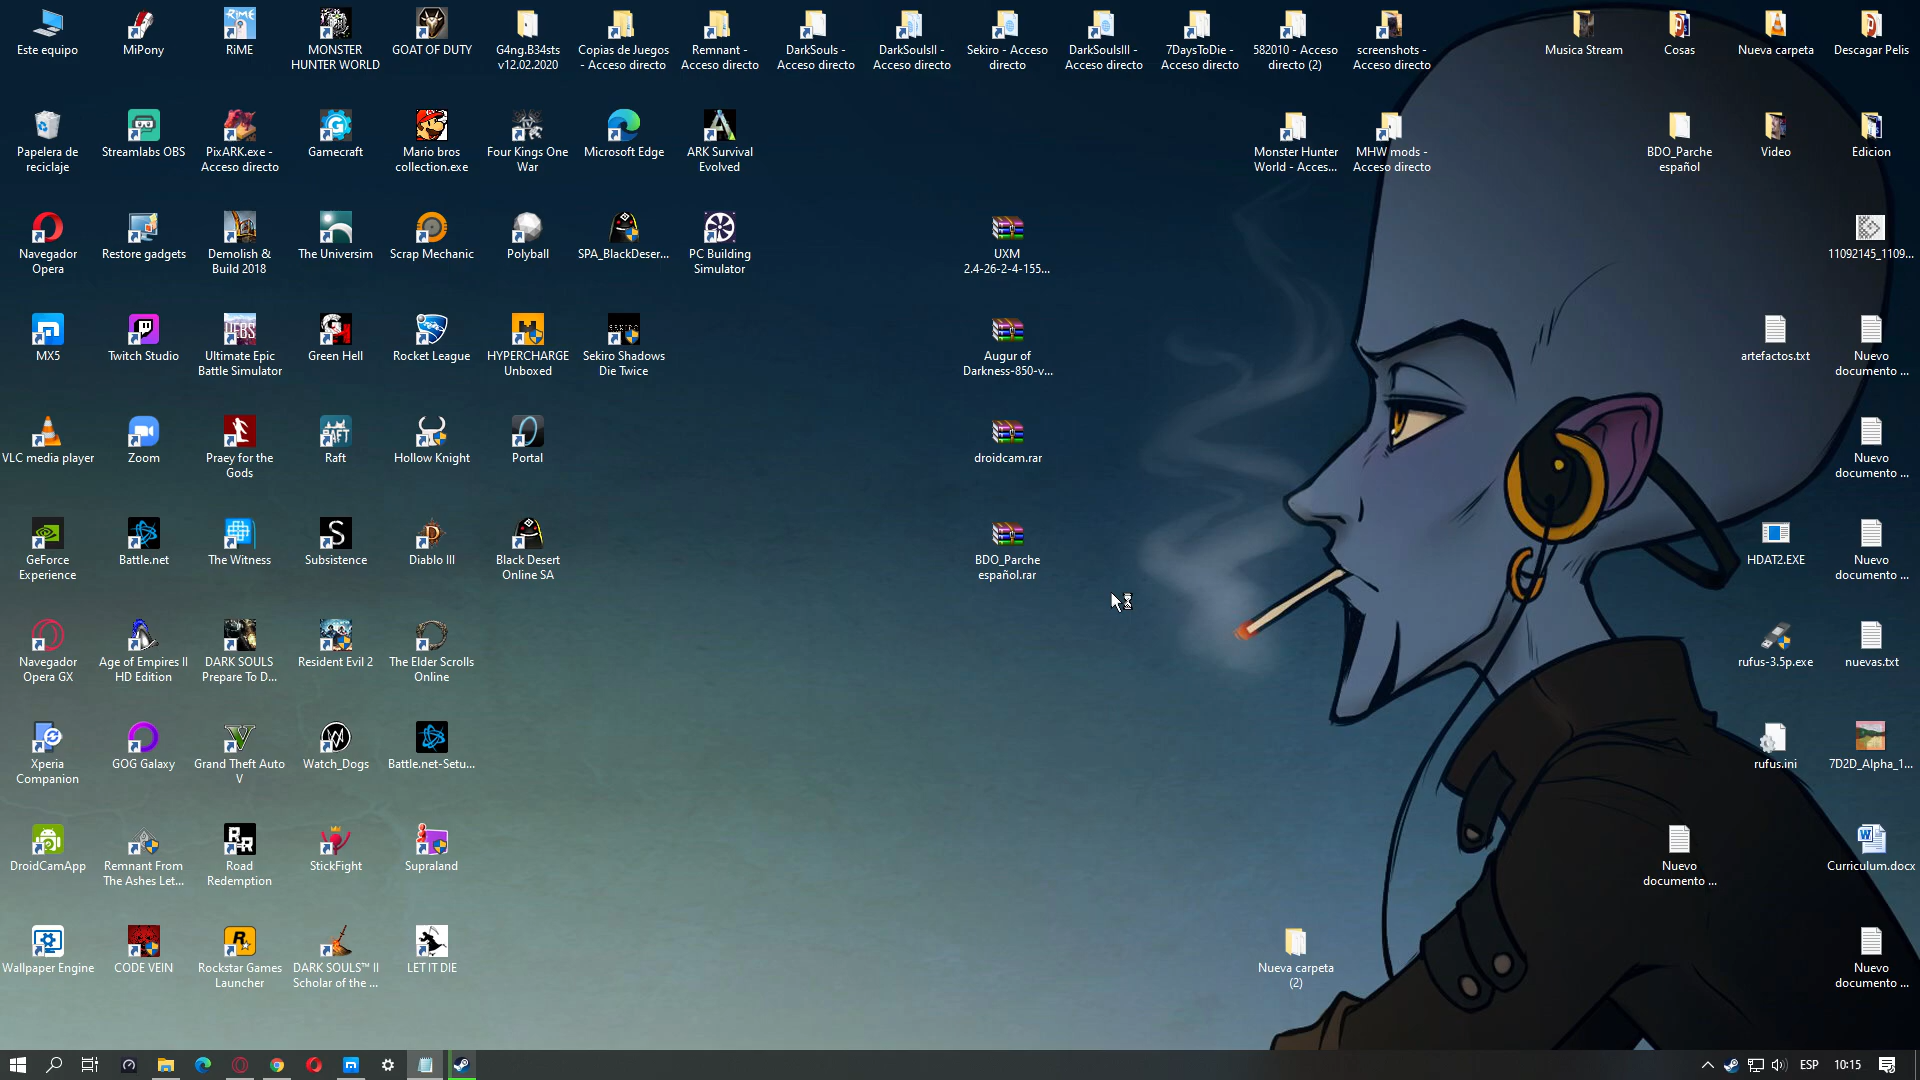 Este equipo
MiPony
RiME
MONSTER
HUNTER WORLD
GOAT OF DUTY
G4ng.B34sts
v12.02.2020
Copias de Juegos
- Acceso directo
Remnant -
Acceso directo
DarkSouls -
Acceso directo
DarkSoulsII -
Acceso directo
Sekiro - Acceso
directo
DarkSoulsIII -
Acceso directo
7DaysToDie -
Acceso directo
582010 - Acceso
directo (2)
screenshots -
Acceso directo
Musica Stream
Cosas
Nueva carpeta
Descagar Pelis
Papelera de
reciclaje
Streamlabs OBS
PixARK.exe -
Acceso directo
Gamecraft
Mario bros
collection.exe
Four Kings One
War
Microsoft Edge
ARK Survival
Evolved
Monster Hunter
World - Acces...
MHW mods -
Acceso directo
BDO_Parche
español
Video
Edicion
Navegador
Opera
Restore gadgets
Demolish &
Build 2018
The Universim
Scrap Mechanic
Polyball
SPA_BlackDeser...
PC Building
Simulator
UXM
2.4-26-2-4-155...
11092145_1109...
MX5
Twitch Studio
Ultimate Epic
Battle Simulator
Green Hell
Rocket League
HYPERCHARGE
Unboxed
Sekiro Shadows
Die Twice
Augur of
Darkness-850-v...
artefactos.txt
Nuevo
documento ...
VLC media player
Zoom
Praey for the
Gods
Raft
Hollow Knight
Portal
droidcam.rar
Nuevo
documento ...
GeForce
Experience
Battle.net
The Witness
Subsistence
Diablo III
Black Desert
Online SA
BDO_Parche
español.rar
HDAT2.EXE
Nuevo
documento ...
Navegador
Opera GX
Age of Empires II
HD Edition
DARK SOULS
Prepare To D...
Resident Evil 2
The Elder Scrolls
Online
rufus-3.5p.exe
nuevas.txt
Xperia
Companion
GOG Galaxy
Grand Theft Auto
V
Watch_Dogs
Battle.net-Setu...
rufus.ini
7D2D_Alpha_1...
DroidCamApp
Remnant From
The Ashes Let...
Road
Redemption
StickFight
Supraland
Nuevo
documento ...
Curriculum.docx
Wallpaper Engine
CODE VEIN
Rockstar Games
Launcher
DARK SOULS™ II
Scholar of the ...
LET IT DIE
Nueva carpeta
(2)
Nuevo
documento ...
ESP
10:15